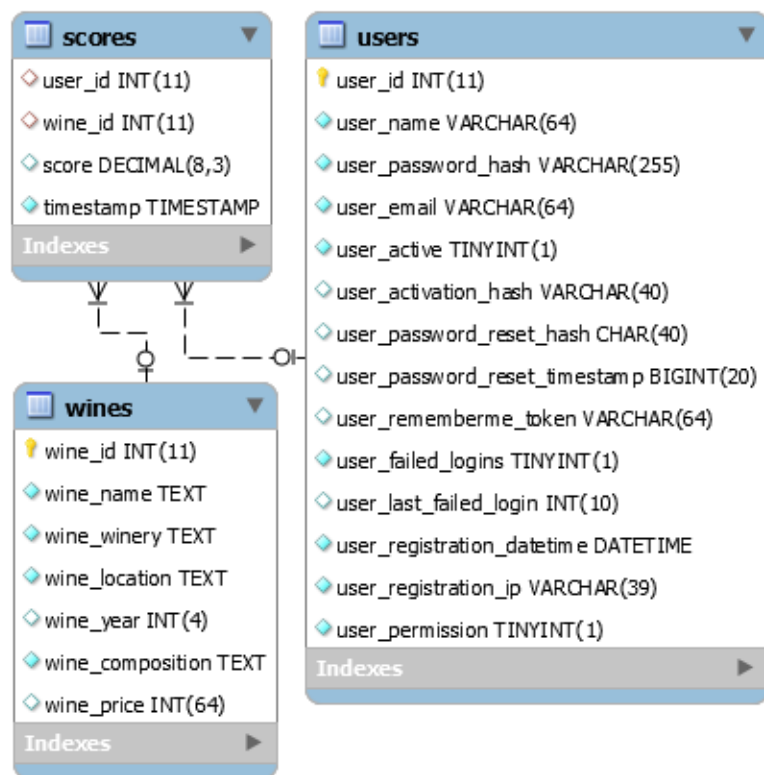 scores
user_id INT(11)
wine_id INT(11)
score DECIMAL(8,3)
timestamp TIMESTAMP
Indexes
users
user_id INT(11)
user_name VARCHAR(64)
user_password_hash VARCHAR(255)
user_email VARCHAR(64)
user_active TINYINT(1)
user_activation_hash VARCHAR(40)
user_password_reset_hash CHAR(40)
user_password_reset_timestamp BIGINT(20)
user_rememberme_token VARCHAR(64)
user_failed_logins TINYINT(1)
user_last_failed_login INT(10)
user_registration_datetime DATETIME
user_registration_ip VARCHAR(39)
user_permission TINYINT(1)
Indexes
wines
wine_id INT(11)
wine_name TEXT
wine_winery TEXT
wine_location TEXT
wine_year INT(4)
wine_composition TEXT
wine_price INT(64)
Indexes